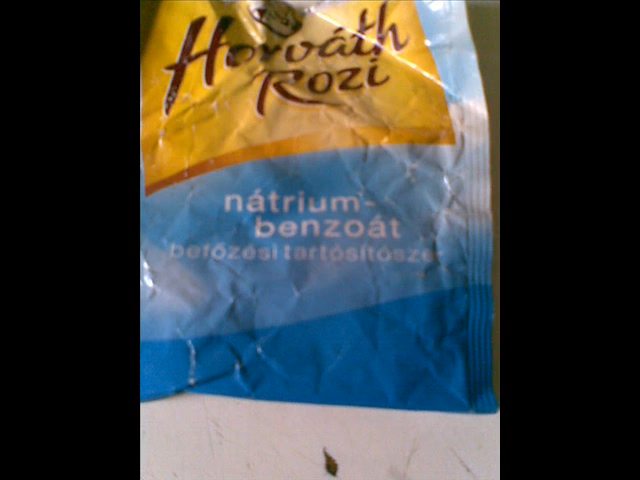 Horváth
Rozi
nátrium-
benzoát
befőzési tartósítószer